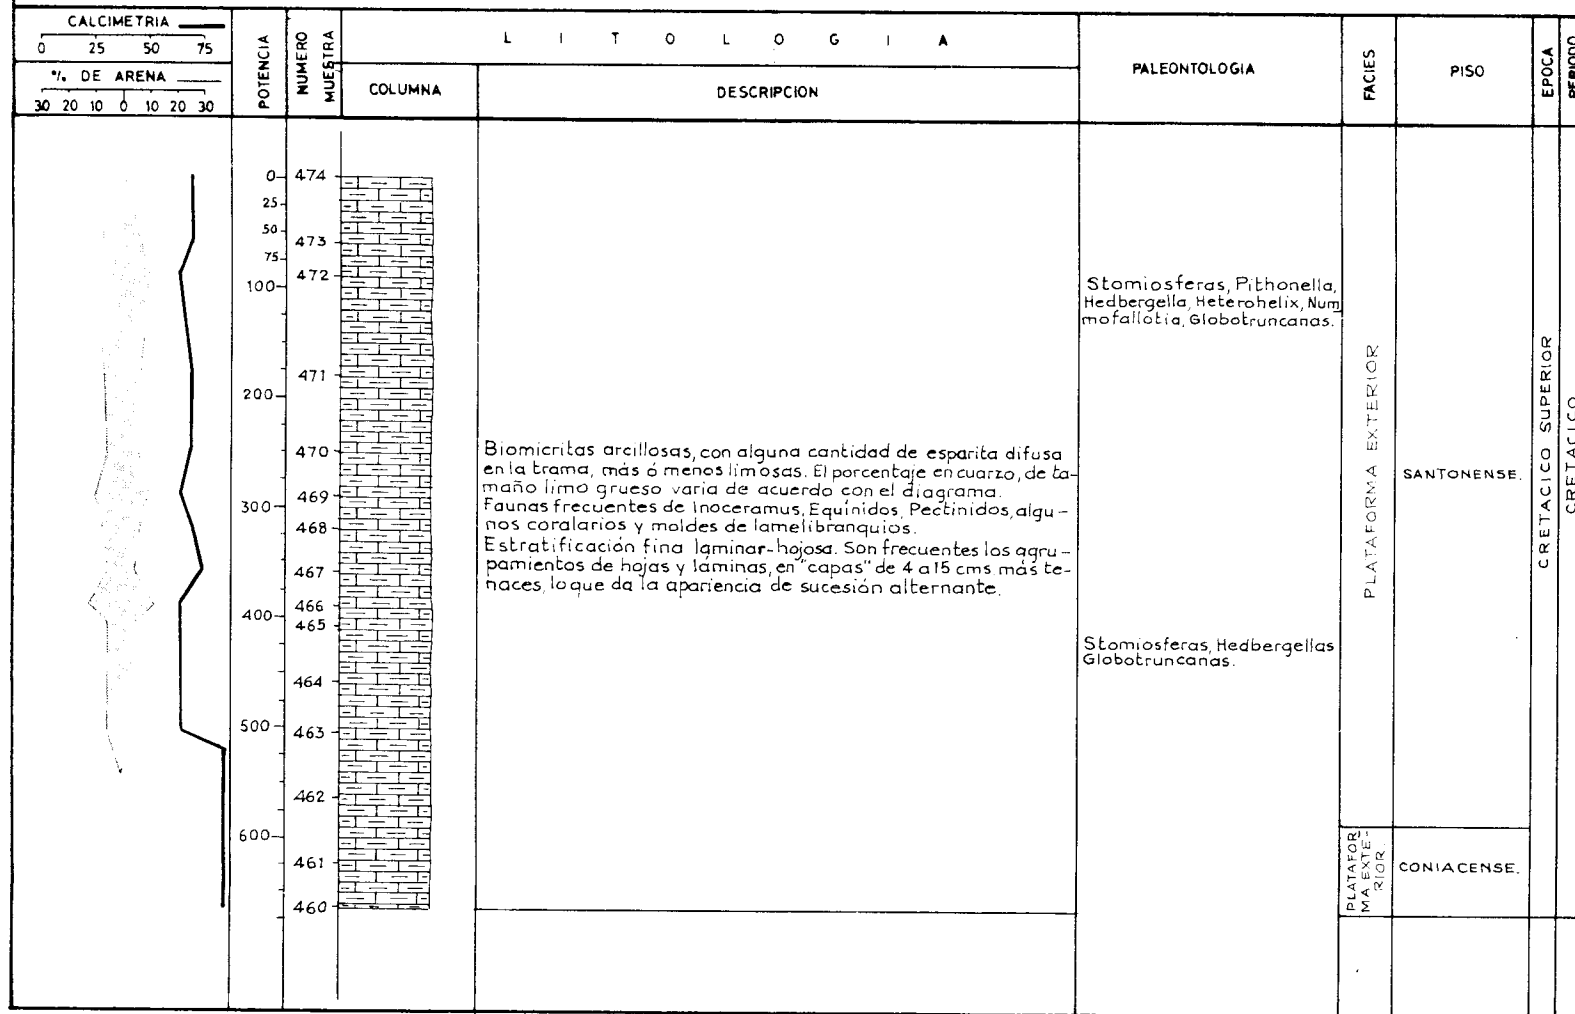 CALCIMETRIA
0 25 50 75
% DE ARENA
30 20 10 0 10 20 30
POTENCIA
NUMERO
MUESTRA
L I T O L O G I A
COLUMNA
DESCRIPCION
PALEONTOLOGIA
FACIES
PISO
EPOCA
PERIODO
0
25
50
75
100
200
300
400
500
600
474
473
472
471
470
469
468
467
466
465
464
463
462
461
460
Biomicritas arcillosas, con alguna cantidad de esparita difusa
en la trama, más ó menos limosas. El porcentaje en cuarzo, de ta-
maño limo grueso varia de acuerdo con el diagrama.
Faunas frecuentes de Inoceramus, Equínidos, Pectinidos, algu-
nos coralarios y moldes de lamelibranquios.
Estratificación fina laminar-hojosa. Son frecuentes los agru-
pamientos de hojas y láminas, en "capas" de 4 a 15 cms más te-
naces, lo que da la apariencia de sucesión alternante.
Stomiosferas, Pithonella,
Hedbergella, Heterohelix, Num
mofallotia, Globotruncanas.
Stomiosferas, Hedbergellas
Globotruncanas.
PLATAFORMA EXTERIOR
PLATAFOR
MA EXTE-
RIOR.
SANTONENSE.
CONIACENSE.
CRETACICO SUPERIOR
CRETACICO